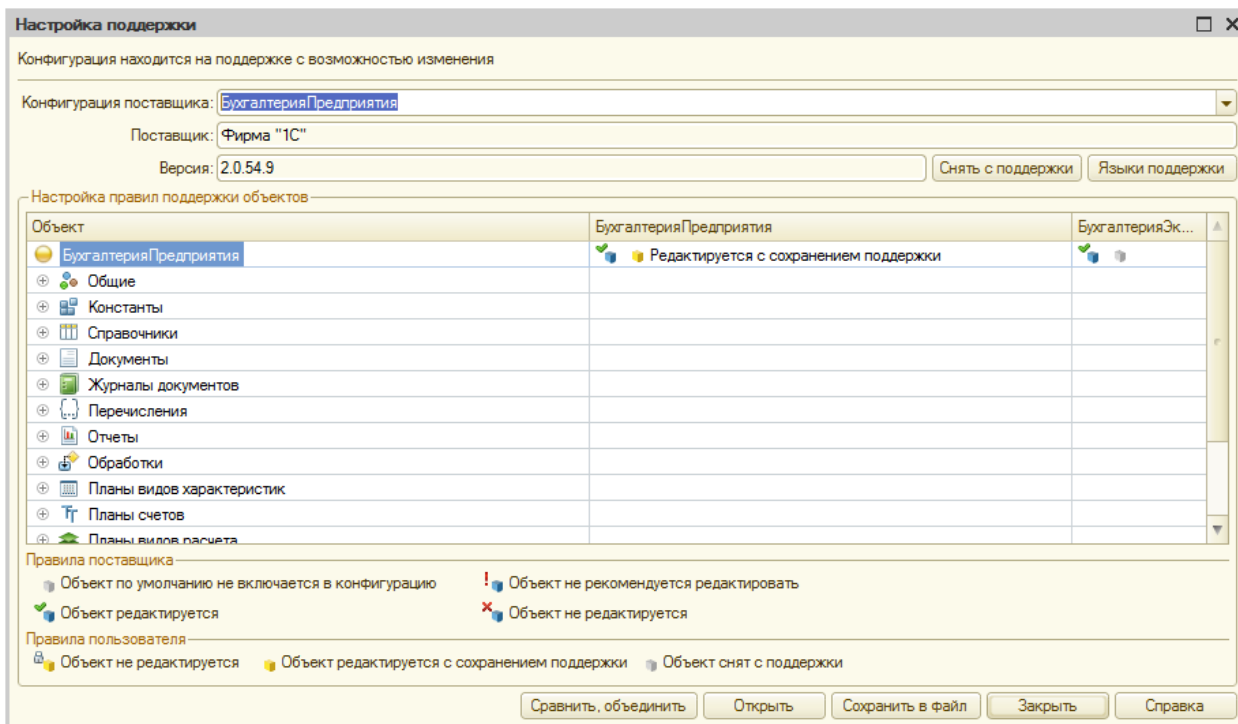 Настройка поддержки
Конфигурация находится на поддержке с возможностью изменения
Конфигурация поставщика: БухгалтерияПредприятия
Поставщик: Фирма "1С"
Версия: 2.0.54.9 Снять с поддержки Языки поддержки
Настройка правил поддержки объектов
Объект БухгалтерияПредприятия БухгалтерияЭк...
БухгалтерияПредприятия Редактируется с сохранением поддержки
Общие
Константы
Справочники
Документы
Журналы документов
Перечисления
Отчеты
Обработки
Планы видов характеристик
Планы счетов
Планы видов расчета
Правила поставщика
Объект по умолчанию не включается в конфигурацию Объект не рекомендуется редактировать
Объект редактируется Объект не редактируется
Правила пользователя
Объект не редактируется Объект редактируется с сохранением поддержки Объект снят с поддержки
Сравнить, объединить Открыть Сохранить в файл Закрыть Справка